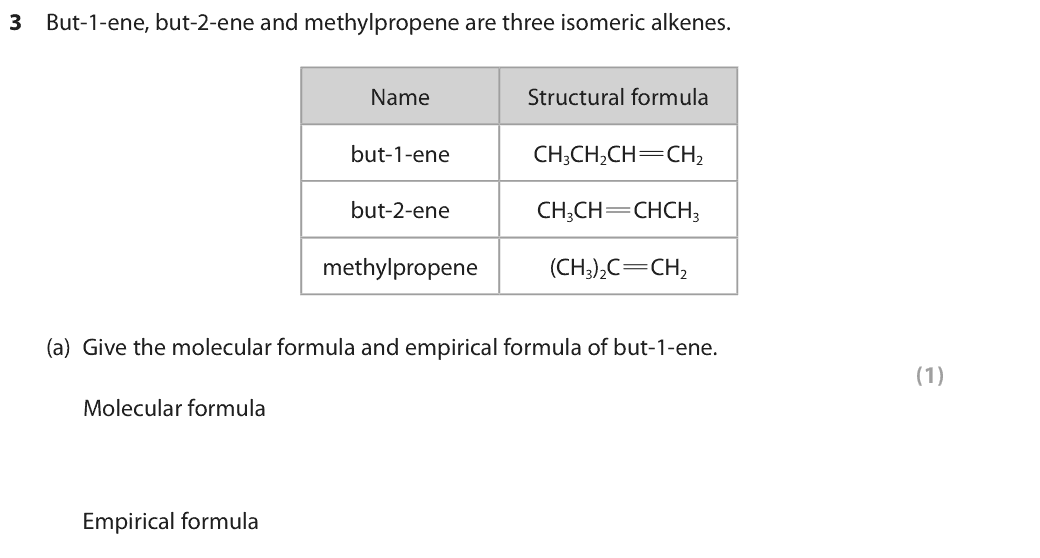 3 But-1-ene, but-2-ene and methylpropene are three isomeric alkenes.
Name Structural formula
but-1-ene CH₃CH₂CH=CH₂
but-2-ene CH₃CH=CHCH₃
methylpropene (CH₃)₂C=CH₂
(a) Give the molecular formula and empirical formula of but-1-ene.
(1)
Molecular formula
Empirical formula